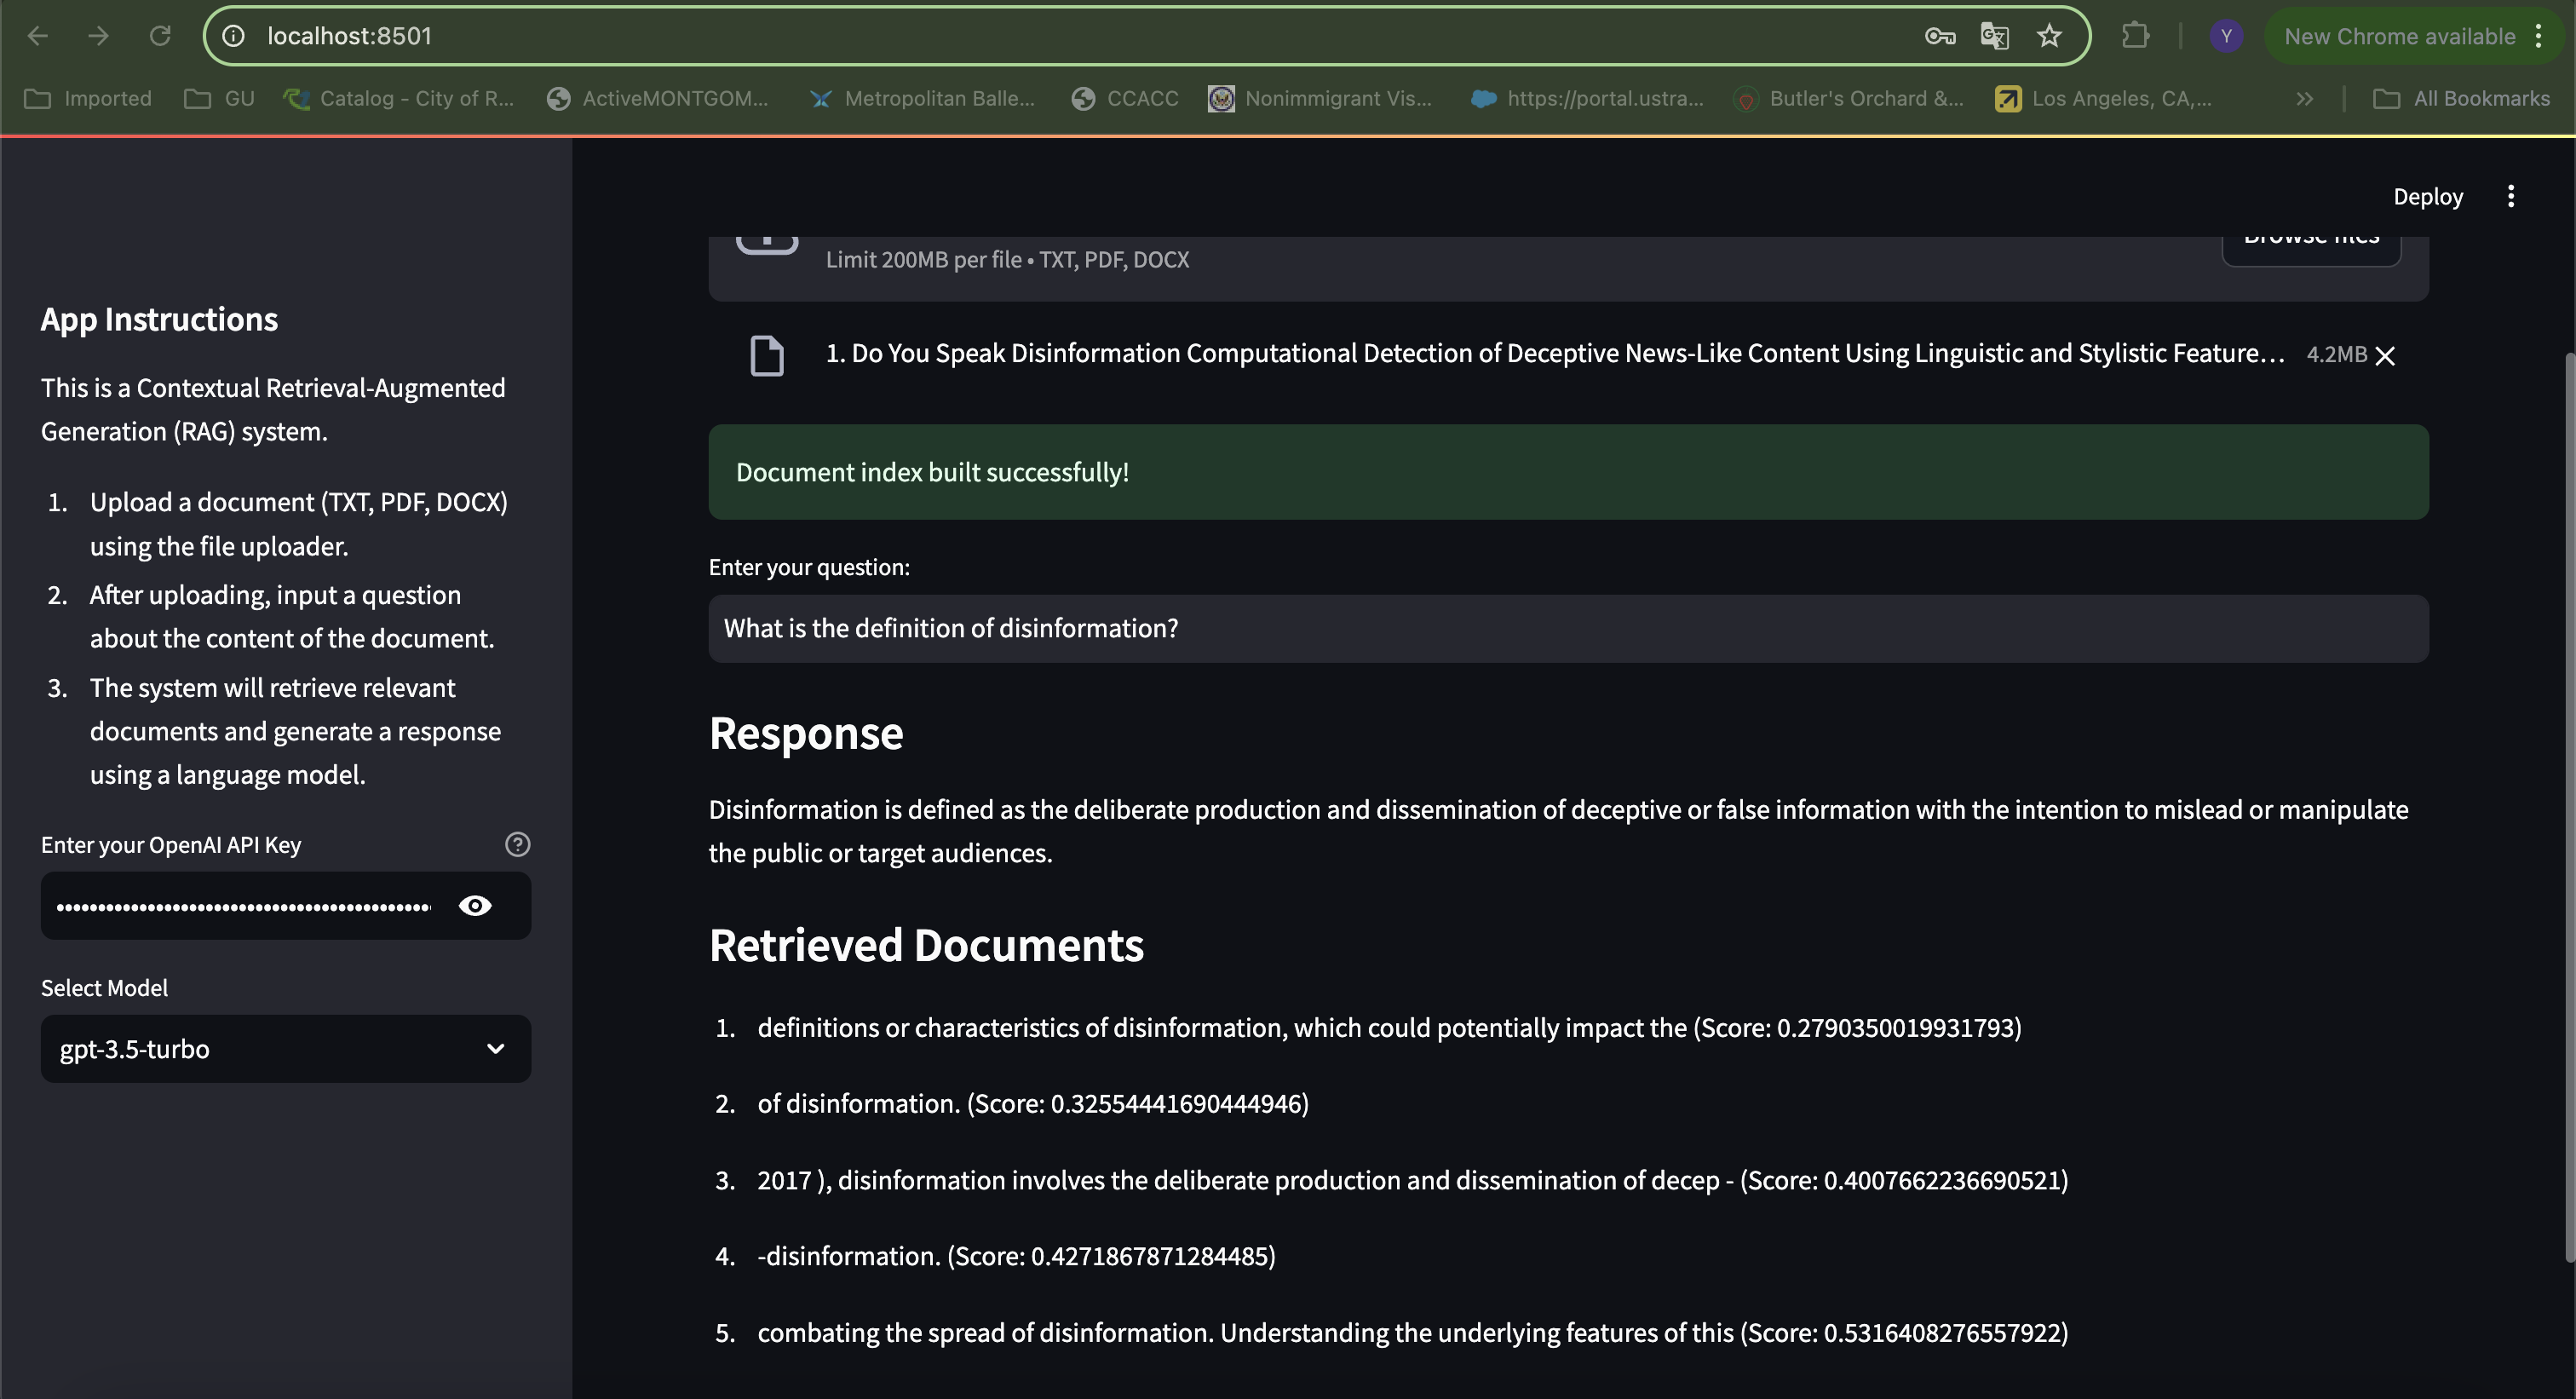 localhost:8501
Y
New Chrome available
Imported
GU
Catalog - City of R...
ActiveMONTGOM...
Metropolitan Balle...
CCACC
Nonimmigrant Vis...
https://portal.ustra...
Butler's Orchard &...
Los Angeles, CA,...
»
All Bookmarks
Deploy
App Instructions
This is a Contextual Retrieval-Augmented
Generation (RAG) system.
1. Upload a document (TXT, PDF, DOCX)
using the file uploader.
2. After uploading, input a question
about the content of the document.
3. The system will retrieve relevant
documents and generate a response
using a language model.
Enter your OpenAI API Key
Select Model
gpt-3.5-turbo
Browse files
Limit 200MB per file • TXT, PDF, DOCX
1. Do You Speak Disinformation Computational Detection of Deceptive News-Like Content Using Linguistic and Stylistic Feature... 4.2MB
Document index built successfully!
Enter your question:
What is the definition of disinformation?
Response
Disinformation is defined as the deliberate production and dissemination of deceptive or false information with the intention to mislead or manipulate
the public or target audiences.
Retrieved Documents
1. definitions or characteristics of disinformation, which could potentially impact the (Score: 0.2790350019931793)
2. of disinformation. (Score: 0.32554441690444946)
3. 2017 ), disinformation involves the deliberate production and dissemination of decep - (Score: 0.4007662236690521)
4. -disinformation. (Score: 0.4271867871284485)
5. combating the spread of disinformation. Understanding the underlying features of this (Score: 0.5316408276557922)